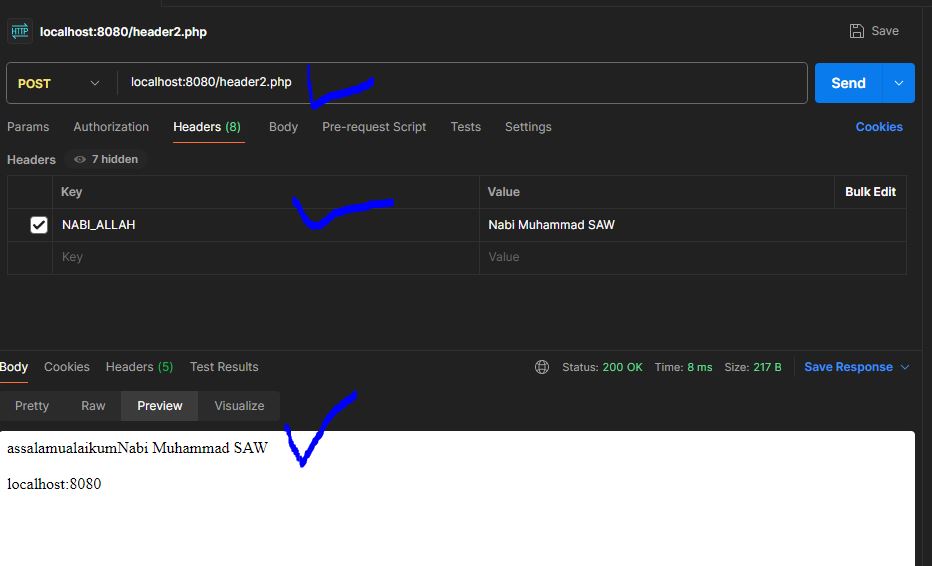 HTTP localhost:8080/header2.php Save
POST localhost:8080/header2.php Send
Params Authorization Headers (8) Body Pre-request Script Tests Settings Cookies
Headers 7 hidden
Key Value Bulk Edit
NABI_ALLAH Nabi Muhammad SAW
Key Value
Body Cookies Headers (5) Test Results Status: 200 OK Time: 8 ms Size: 217 B Save Response
Pretty Raw Preview Visualize
assalamualaikumNabi Muhammad SAW
localhost:8080